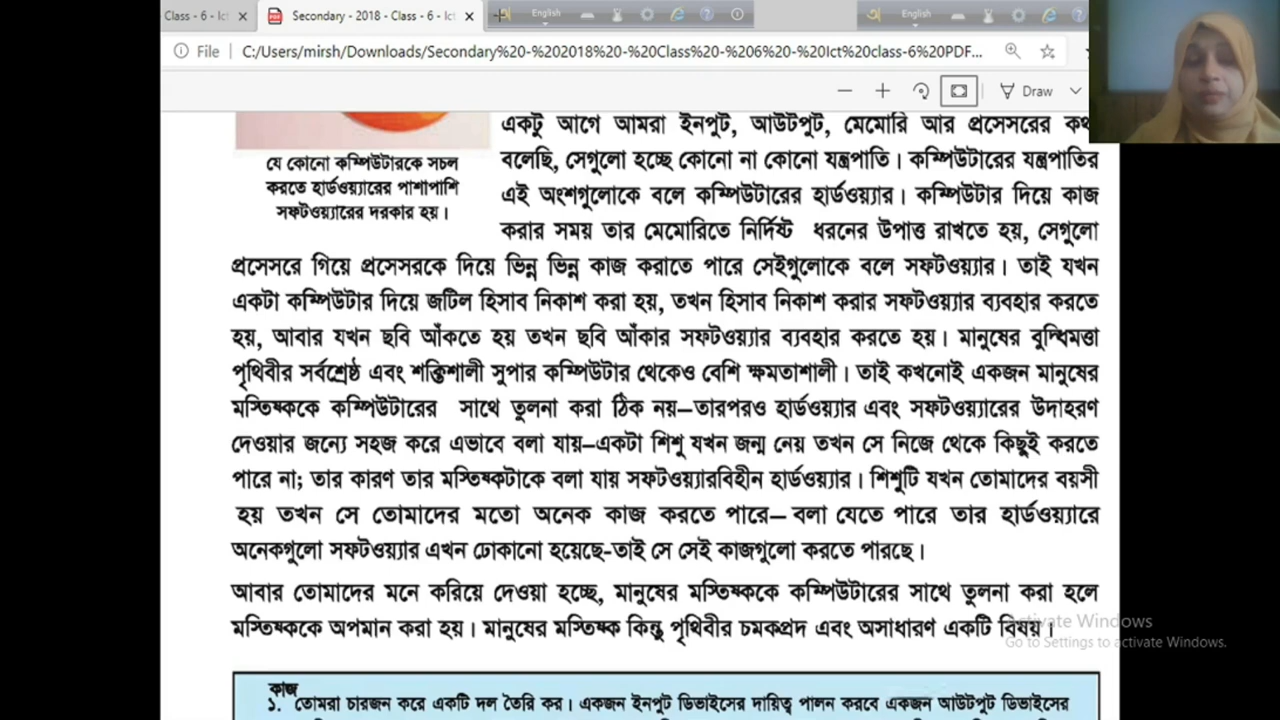 Class - 6 - Ict
Secondary - 2018 - Class - 6 - Ict
English
English
File
C:/Users/mirsh/Downloads/Secondary%20-%202018%20-%20Class%20-%206%20-%20Ict%20class-6%20PDF...
Draw
একটু আগে আমরা ইনপুট, আউটপুট, মেমোরি আর প্রসেসরের কথ
যে কোনো কম্পিউটারকে সচল
বলেছি, সেগুলো হচ্ছে কোনো না কোনো যন্ত্রপাতি। কম্পিউটারের যন্ত্রপাতির
করতে হার্ডওয়্যারের পাশাপাশি
এই অংশগুলোকে বলে কম্পিউটারের হার্ডওয়্যার। কম্পিউটার দিয়ে কাজ
সফটওয়্যারের দরকার হয়।
করার সময় তার মেমোরিতে নির্দিষ্ট ধরনের উপাত্ত রাখতে হয়, সেগুলো
প্রসেসরে গিয়ে প্রসেসরকে দিয়ে ভিন্ন ভিন্ন কাজ করাতে পারে সেইগুলোকে বলে সফটওয়্যার। তাই যখন
একটা কম্পিউটার দিয়ে জটিল হিসাব নিকাশ করা হয়, তখন হিসাব নিকাশ করার সফটওয়্যার ব্যবহার করতে
হয়, আবার যখন ছবি আঁকতে হয় তখন ছবি আঁকার সফটওয়্যার ব্যবহার করতে হয়। মানুষের বুদ্ধিমত্তা
পৃথিবীর সর্বশ্রেষ্ঠ এবং শক্তিশালী সুপার কম্পিউটার থেকেও বেশি ক্ষমতাশালী। তাই কখনোই একজন মানুষের
মস্তিষ্ককে কম্পিউটারের সাথে তুলনা করা ঠিক নয়–তারপরও হার্ডওয়্যার এবং সফটওয়্যারের উদাহরণ
দেওয়ার জন্যে সহজ করে এভাবে বলা যায়–একটা শিশু যখন জন্ম নেয় তখন সে নিজে থেকে কিছুই করতে
পারে না; তার কারণ তার মস্তিষ্কটাকে বলা যায় সফটওয়্যারবিহীন হার্ডওয়্যার। শিশুটি যখন তোমাদের বয়সী
হয় তখন সে তোমাদের মতো অনেক কাজ করতে পারে– বলা যেতে পারে তার হার্ডওয়্যারে
অনেকগুলো সফটওয়্যার এখন ঢোকানো হয়েছে-তাই সে সেই কাজগুলো করতে পারছে।
আবার তোমাদের মনে করিয়ে দেওয়া হচ্ছে, মানুষের মস্তিষ্ককে কম্পিউটারের সাথে তুলনা করা হলে
মস্তিষ্ককে অপমান করা হয়। মানুষের মস্তিষ্ক কিন্তু পৃথিবীর চমকপ্রদ এবং অসাধারণ একটি বিষয়।
Activate Windows
Go to Settings to activate Windows.
কাজ
১. তোমরা চারজন করে একটি দল তৈরি কর। একজন ইনপুট ডিভাইসের দায়িত্ব পালন করবে একজন আউটপুট ডিভাইসের